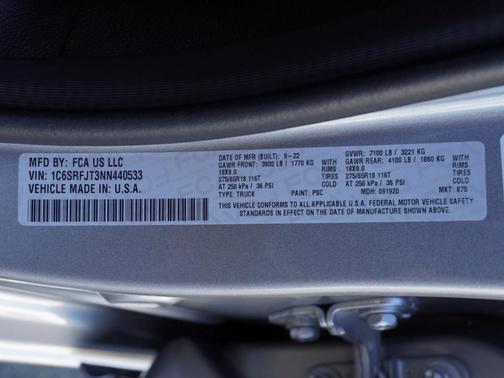 MFD BY: FCA US LLC
VIN: 1C6SRFJT3NN440533
VEHICLE MADE IN U.S.A.
DATE OF MFR (BUILT): 9-22
GAWR FRONT: 3900 LB / 1770 KG WITH
18X8.0 RIMS
275/65R18 116T TIRES
AT 250 kPa / 36 PSI COLD
TYPE: TRUCK PAINT: PSC
GVWR: 7100 LB / 3221 KG
GAWR REAR: 4100 LB / 1860 KG WITH
18X8.0 RIMS
275/65R18 116T TIRES
AT 250 kPa / 36 PSI COLD
MDH: 091920 MKT: 875
THIS VEHICLE CONFORMS TO ALL APPLICABLE U.S.A. FEDERAL MOTOR VEHICLE SAFETY
STANDARDS IN EFFECT ON THE DATE OF MANUFACTURE SHOWN ABOVE.